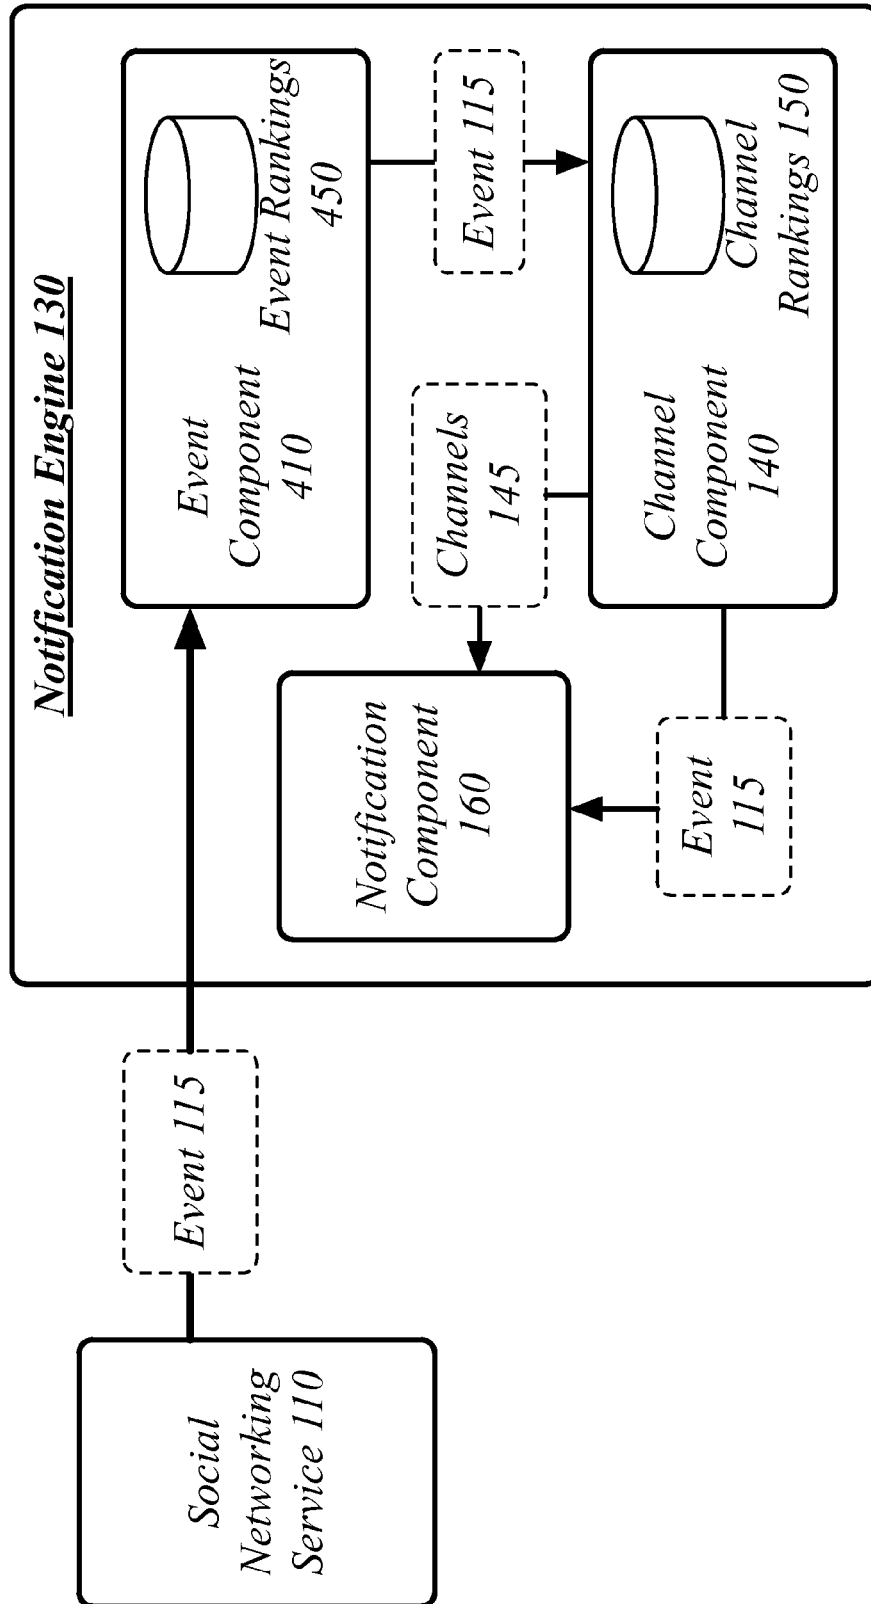 Notification Engine 130
Event
Component
410
Event Rankings
450
Event 115
Social
Networking
Service 110
Event 115
Notification
Component
160
Channels
145
Event
115
Channel
Component
140
Channel
Rankings 150